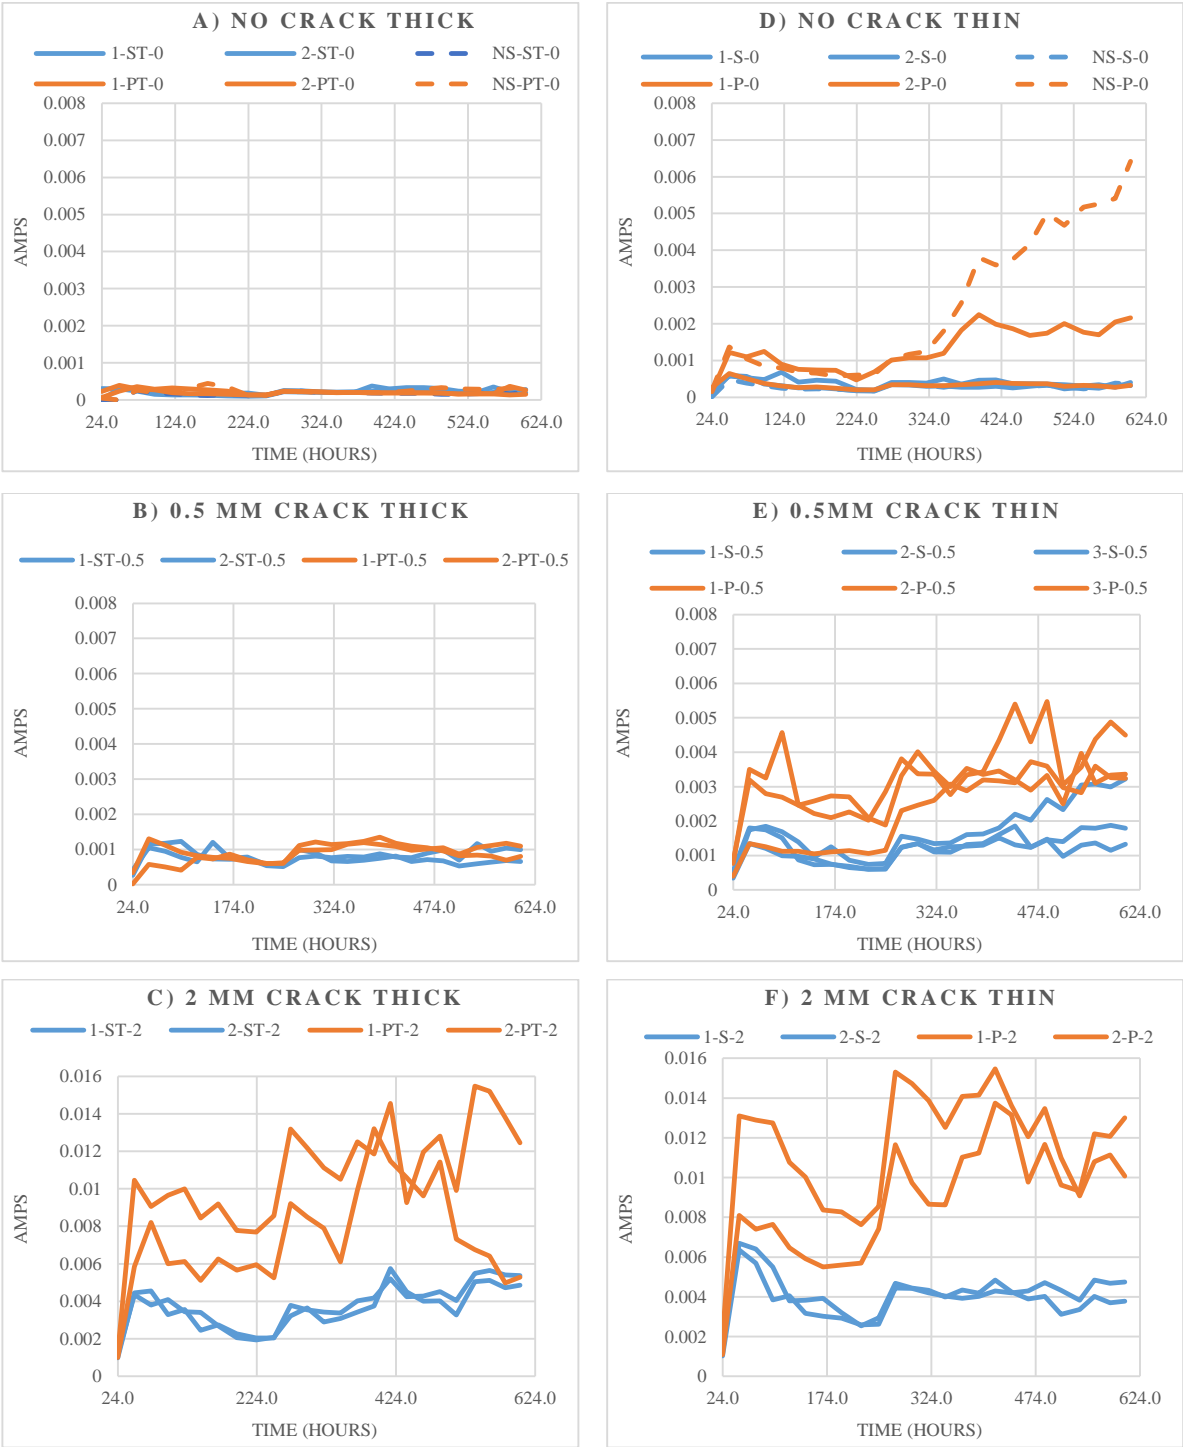 A) NO CRACK THICK
1-ST-0 2-ST-0 NS-ST-0
1-PT-0 2-PT-0 NS-PT-0
0.008
0.007
0.006
0.005
0.004
0.003
0.002
0.001
0
AMPS
24.0 124.0 224.0 324.0 424.0 524.0 624.0
TIME (HOURS)
D) NO CRACK THIN
1-S-0 2-S-0 NS-S-0
1-P-0 2-P-0 NS-P-0
0.008
0.007
0.006
0.005
0.004
0.003
0.002
0.001
0
AMPS
24.0 124.0 224.0 324.0 424.0 524.0 624.0
TIME (HOURS)
B) 0.5 MM CRACK THICK
1-ST-0.5 2-ST-0.5 1-PT-0.5 2-PT-0.5
0.008
0.007
0.006
0.005
0.004
0.003
0.002
0.001
0
AMPS
24.0 174.0 324.0 474.0 624.0
TIME (HOURS)
E) 0.5MM CRACK THIN
1-S-0.5 2-S-0.5 3-S-0.5
1-P-0.5 2-P-0.5 3-P-0.5
0.008
0.007
0.006
0.005
0.004
0.003
0.002
0.001
0
AMPS
24.0 174.0 324.0 474.0 624.0
TIME (HOURS)
C) 2 MM CRACK THICK
1-ST-2 2-ST-2 1-PT-2 2-PT-2
0.016
0.014
0.012
0.01
0.008
0.006
0.004
0.002
0
AMPS
24.0 224.0 424.0 624.0
TIME (HOURS)
F) 2 MM CRACK THIN
1-S-2 2-S-2 1-P-2 2-P-2
0.016
0.014
0.012
0.01
0.008
0.006
0.004
0.002
0
AMPS
24.0 174.0 324.0 474.0 624.0
TIME (HOURS)